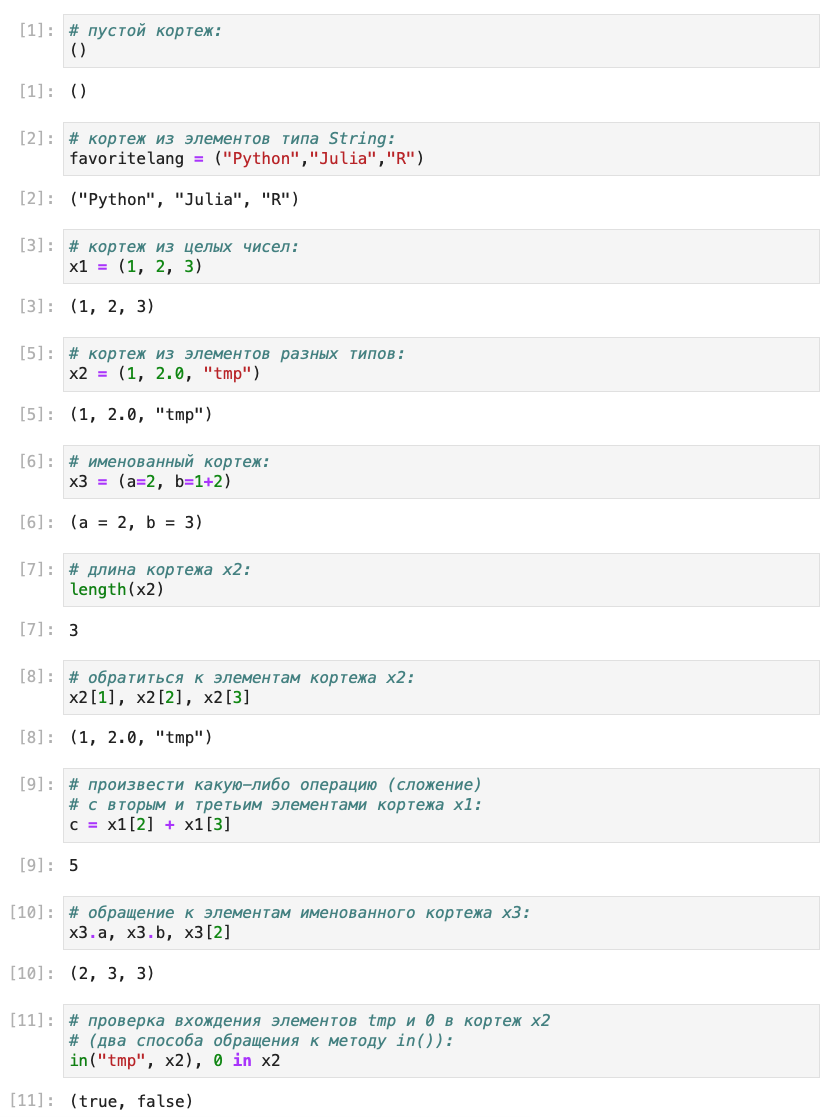 [1]: # пустой кортеж:
()
[1]: ()
[2]: # кортеж из элементов типа String:
favoritelang = ("Python","Julia","R")
[2]: ("Python", "Julia", "R")
[3]: # кортеж из целых чисел:
x1 = (1, 2, 3)
[3]: (1, 2, 3)
[5]: # кортеж из элементов разных типов:
x2 = (1, 2.0, "tmp")
[5]: (1, 2.0, "tmp")
[6]: # именованный кортеж:
x3 = (a=2, b=1+2)
[6]: (a = 2, b = 3)
[7]: # длина кортежа x2:
length(x2)
[7]: 3
[8]: # обратиться к элементам кортежа x2:
x2[1], x2[2], x2[3]
[8]: (1, 2.0, "tmp")
[9]: # произвести какую-либо операцию (сложение)
# с вторым и третьим элементами кортежа x1:
c = x1[2] + x1[3]
[9]: 5
[10]: # обращение к элементам именованного кортежа x3:
x3.a, x3.b, x3[2]
[10]: (2, 3, 3)
[11]: # проверка вхождения элементов tmp и 0 в кортеж x2
# (два способа обращения к методу in()):
in("tmp", x2), 0 in x2
[11]: (true, false)